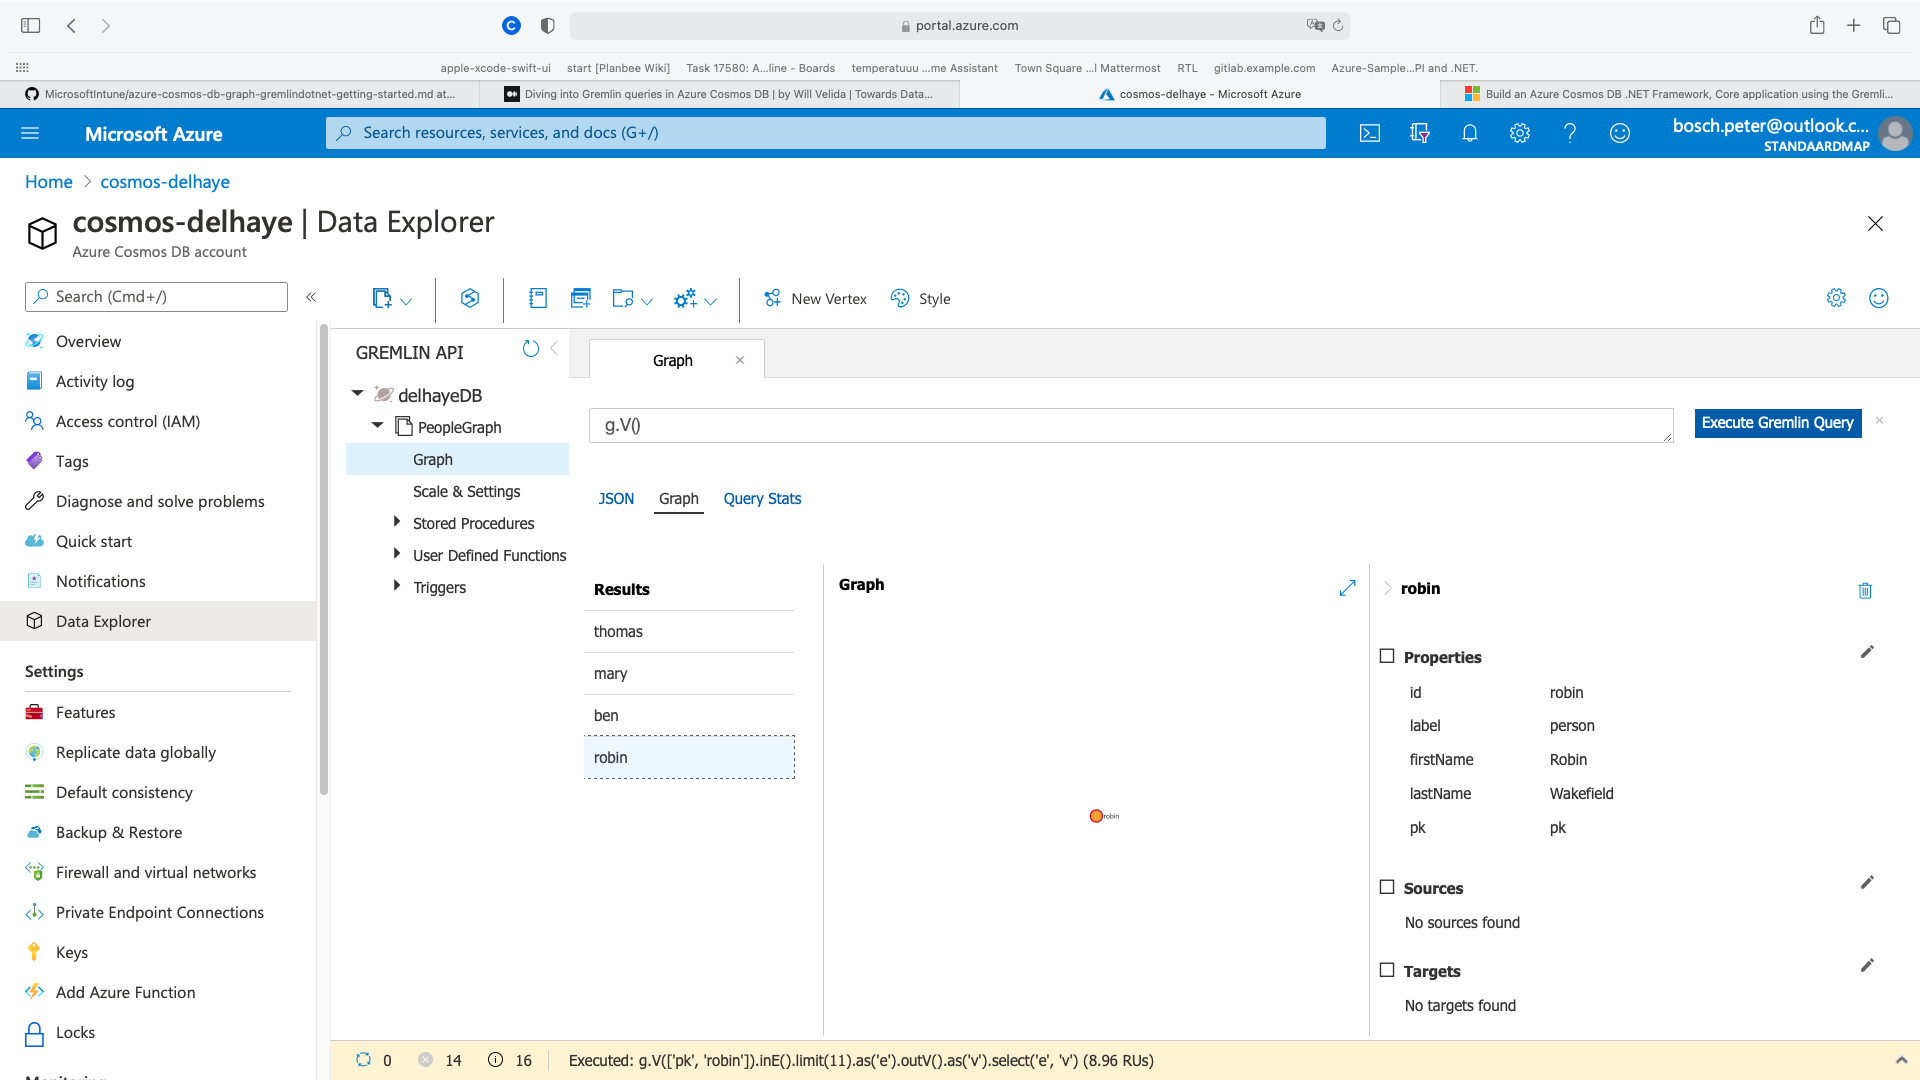 portal.azure.com
apple-xcode-swift-ui start [Planbee Wiki] Task 17580: A...line - Boards temperatuuu ...me Assistant Town Square ...l Mattermost RTL gitlab.example.com Azure-Sample...PI and .NET.
MicrosoftIntune/azure-cosmos-db-graph-gremlindotnet-getting-started.md at...
Diving into Gremlin queries in Azure Cosmos DB | by Will Velida | Towards Data...
cosmos-delhaye - Microsoft Azure
Build an Azure Cosmos DB .NET Framework, Core application using the Gremli...
Microsoft Azure
Search resources, services, and docs (G+/)
bosch.peter@outlook.c...
STANDAARDMAP
Home > cosmos-delhaye
cosmos-delhaye | Data Explorer
Azure Cosmos DB account
Search (Cmd+/)
«
New Vertex
Style
Overview
Activity log
Access control (IAM)
Tags
Diagnose and solve problems
Quick start
Notifications
Data Explorer
Settings
Features
Replicate data globally
Default consistency
Backup & Restore
Firewall and virtual networks
Private Endpoint Connections
Keys
Add Azure Function
Locks
Monitoring
GREMLIN API
delhayeDB
PeopleGraph
Graph
Scale & Settings
Stored Procedures
User Defined Functions
Triggers
Graph
g.V()
Execute Gremlin Query
JSON Graph Query Stats
Results
thomas
mary
ben
robin
Graph
robin
robin
Properties
id robin
label person
firstName Robin
lastName Wakefield
pk pk
Sources
No sources found
Targets
No targets found
0 14 16 Executed: g.V(['pk', 'robin']).inE().limit(11).as('e').outV().as('v').select('e', 'v') (8.96 RUs)